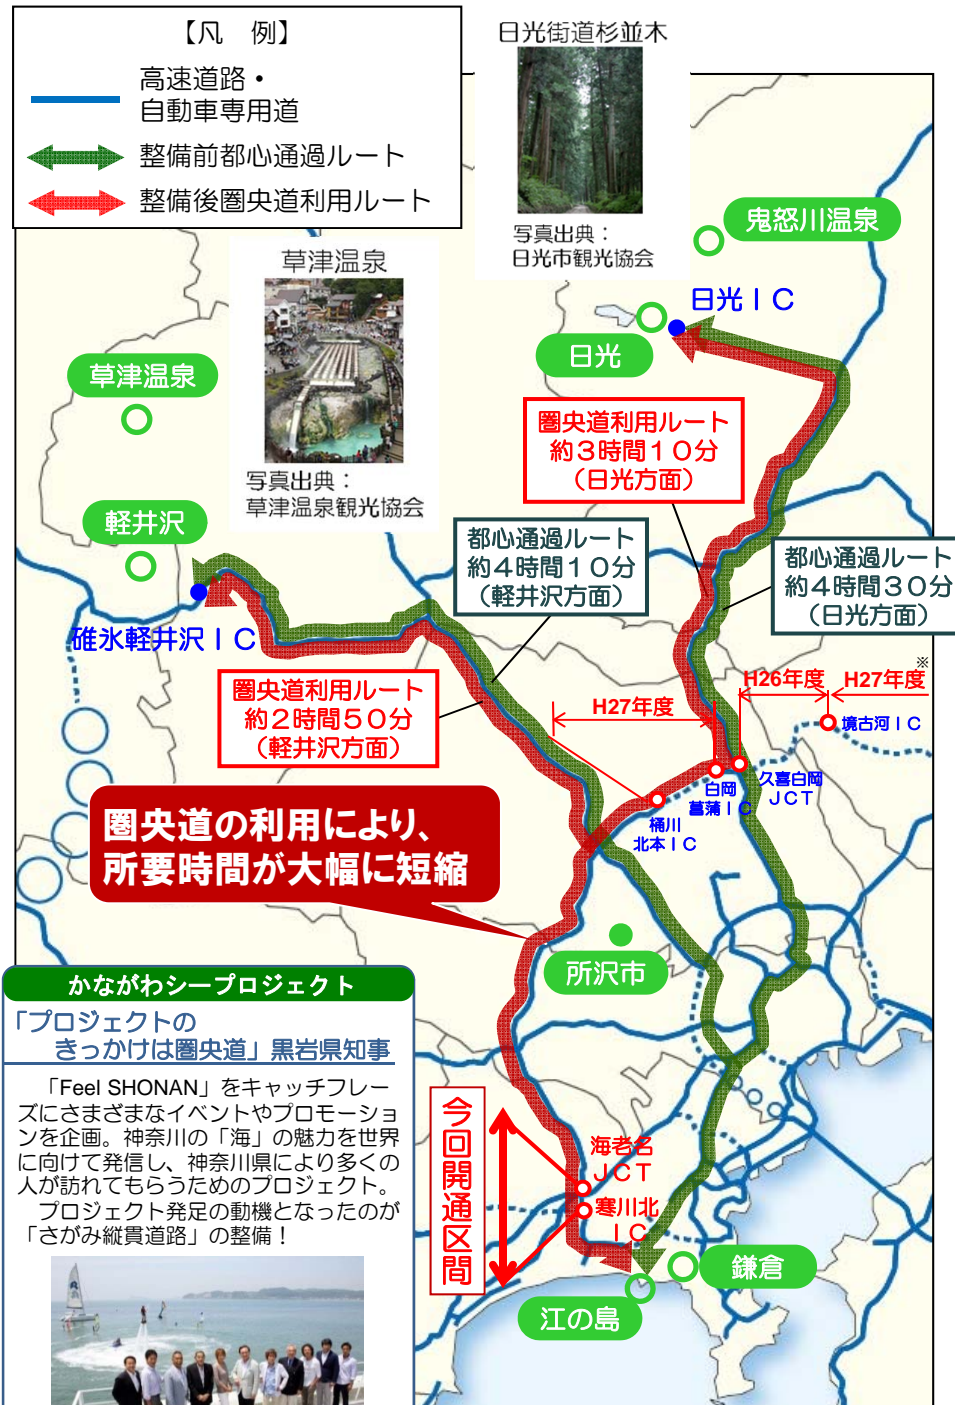 【凡　例】
高速道路・
自動車専用道
整備前都心通過ルート
整備後圏央道利用ルート
日光街道杉並木
写真出典：
日光市観光協会
草津温泉
写真出典：
草津温泉観光協会
鬼怒川温泉
日光ＩＣ
日光
草津温泉
軽井沢
碓氷軽井沢ＩＣ
圏央道利用ルート
約３時間１０分
（日光方面）
都心通過ルート
約４時間１０分
（軽井沢方面）
都心通過ルート
約４時間３０分
（日光方面）
圏央道利用ルート
約２時間５０分
（軽井沢方面）
※
H26年度
H27年度
H27年度
境古河ＩＣ
久喜白岡
ＪＣＴ
白岡
菖蒲ＩＣ
桶川
北本ＩＣ
圏央道の利用により、
所要時間が大幅に短縮
所沢市
かながわシープロジェクト
「プロジェクトの
きっかけは圏央道」黒岩県知事
「Feel SHONAN」をキャッチフレー
ズにさまざまなイベントやプロモーショ
ンを企画。神奈川の「海」の魅力を世界
に向けて発信し、神奈川県により多くの
人が訪れてもらうためのプロジェクト。
プロジェクト発足の動機となったのが
「さがみ縦貫道路」の整備！
今回開通区間
海老名
ＪＣＴ
寒川北
ＩＣ
鎌倉
江の島